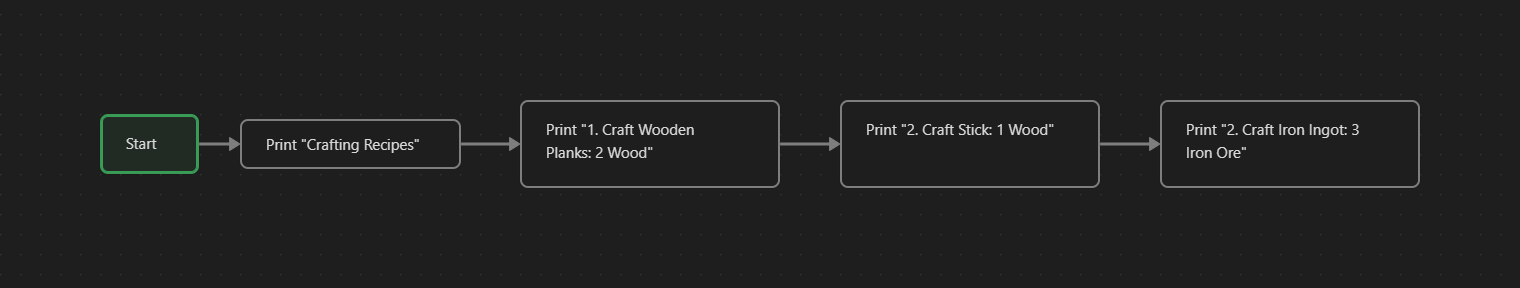 Start
Print "Crafting Recipes"
Print "1. Craft Wooden
Planks: 2 Wood"
Print "2. Craft Stick: 1 Wood"
Print "2. Craft Iron Ingot: 3
Iron Ore"